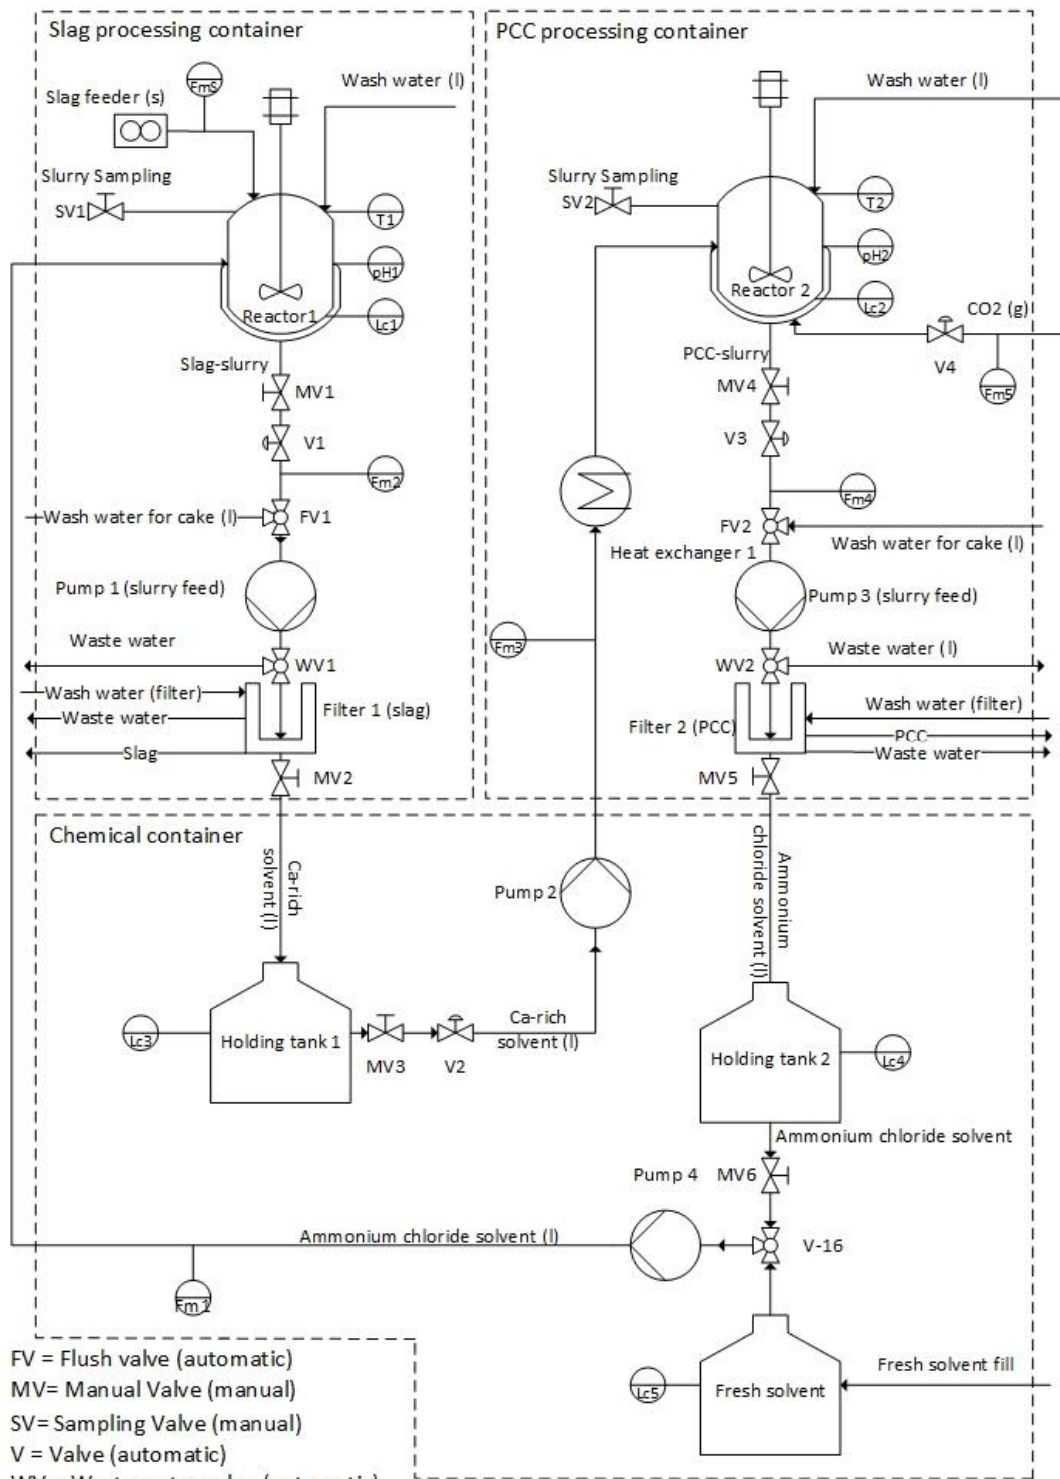 Slag processing container
PCC processing container
Wash water (l)
Wash water (l)
FmS
Slag feeder (s)
Slurry Sampling
SV1
T1
pH1
Reactor1
Lc1
Slurry Sampling
SV2
T2
pH2
Reactor 2
Lc2
CO2 (g)
V4
Fm5
Slag-slurry
MV1
V1
Fm2
Wash water for cake (l)
FV1
PCC-slurry
MV4
V3
Fm4
FV2
Wash water for cake (l)
Heat exchanger 1
Pump 1 (slurry feed)
Pump 3 (slurry feed)
Waste water
WV1
Fm3
WV2
Waste water (l)
Wash water (filter)
Waste water
Filter 1 (slag)
Slag
MV2
Wash water (filter)
Filter 2 (PCC)
PCC
Waste water
MV5
Chemical container
Ca-rich
solvent (l)
Pump 2
Ammonium
chloride solvent (l)
Lc3
Holding tank 1
MV3
V2
Ca-rich
solvent (l)
Holding tank 2
Lc4
Ammonium chloride solvent
Pump 4
MV6
Ammonium chloride solvent (l)
V-16
Fm1
Fresh solvent fill
Lc5
Fresh solvent
FV = Flush valve (automatic)
MV= Manual Valve (manual)
SV= Sampling Valve (manual)
V = Valve (automatic)